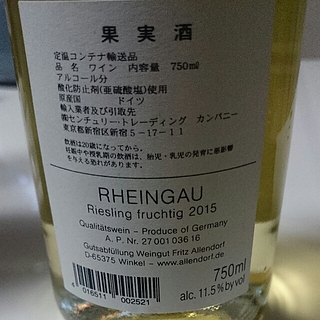 果実酒
定温コンテナ輸送品
品名 ワイン 内容量 750mℓ
アルコール分
酸化防止剤(亜硫酸塩)使用
原産国 ドイツ
輸入業者及び引取先
㈱センチュリー・トレーディング カンパニー
東京都新宿区新宿5-17-11
飲酒は20歳になってから。
妊娠中や授乳期の飲酒は、胎児・乳児の発育に悪影響
を与える恐れがあります。
RHEINGAU
Riesling fruchtig 2015
Qualitätswein - Produce of Germany
A. P. Nr. 27 001 036 16
Gutsabfüllung Weingut Fritz Allendorf
D-65375 Winkel - www.allendorf.de
750ml
alc. 11.5% by vol
4 016511 002521